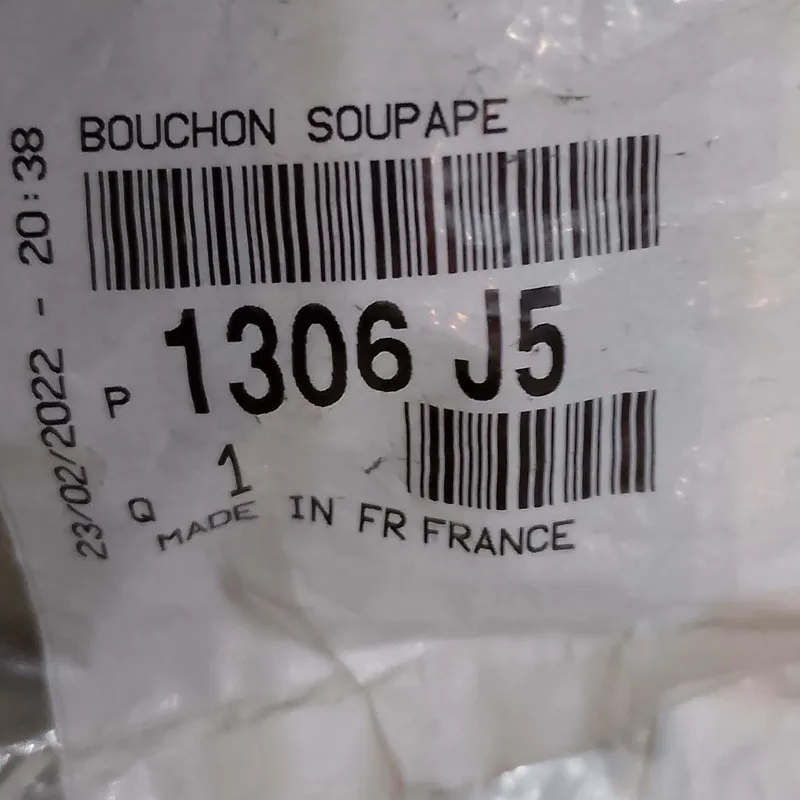 BOUCHON SOUPAPE
P 1306 J5
Q 1
MADE IN FR FRANCE
23/02/2022 - 20:38